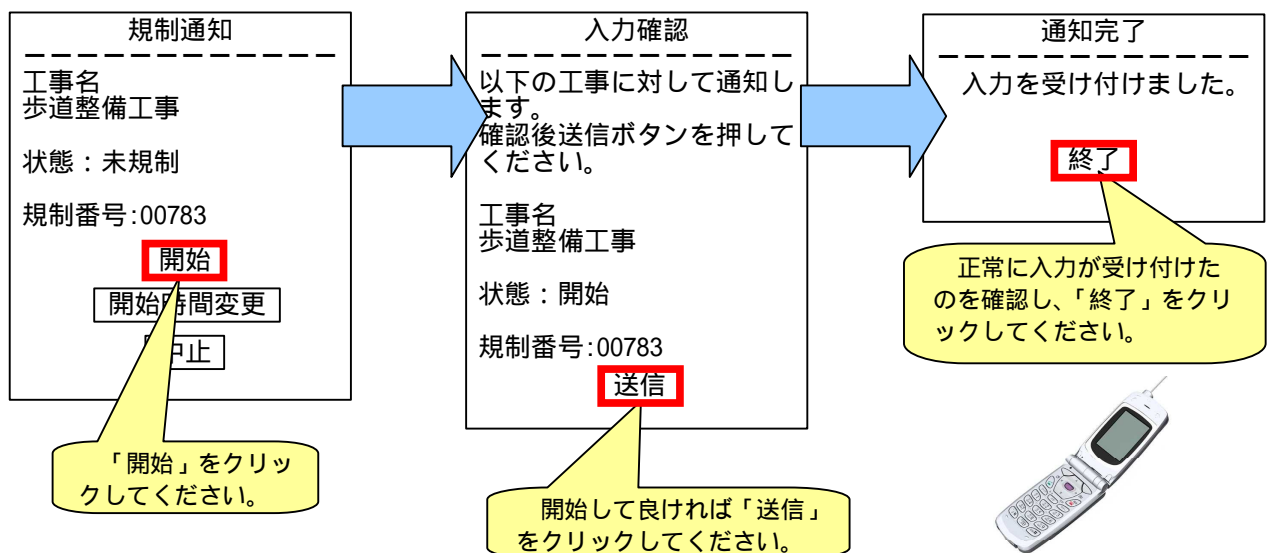 規制通知
工事名
歩道整備工事
状態：未規制
規制番号:00783
開始
開始時間変更
中止
「開始」をクリッ
クしてください。
入力確認
以下の工事に対して通知し
ます。
確認後送信ボタンを押して
ください。
工事名
歩道整備工事
状態：開始
規制番号:00783
送信
開始して良ければ「送信」
をクリックしてください。
通知完了
入力を受け付けました。
終了
正常に入力が受け付けた
のを確認し、「終了」をクリ
ックしてください。